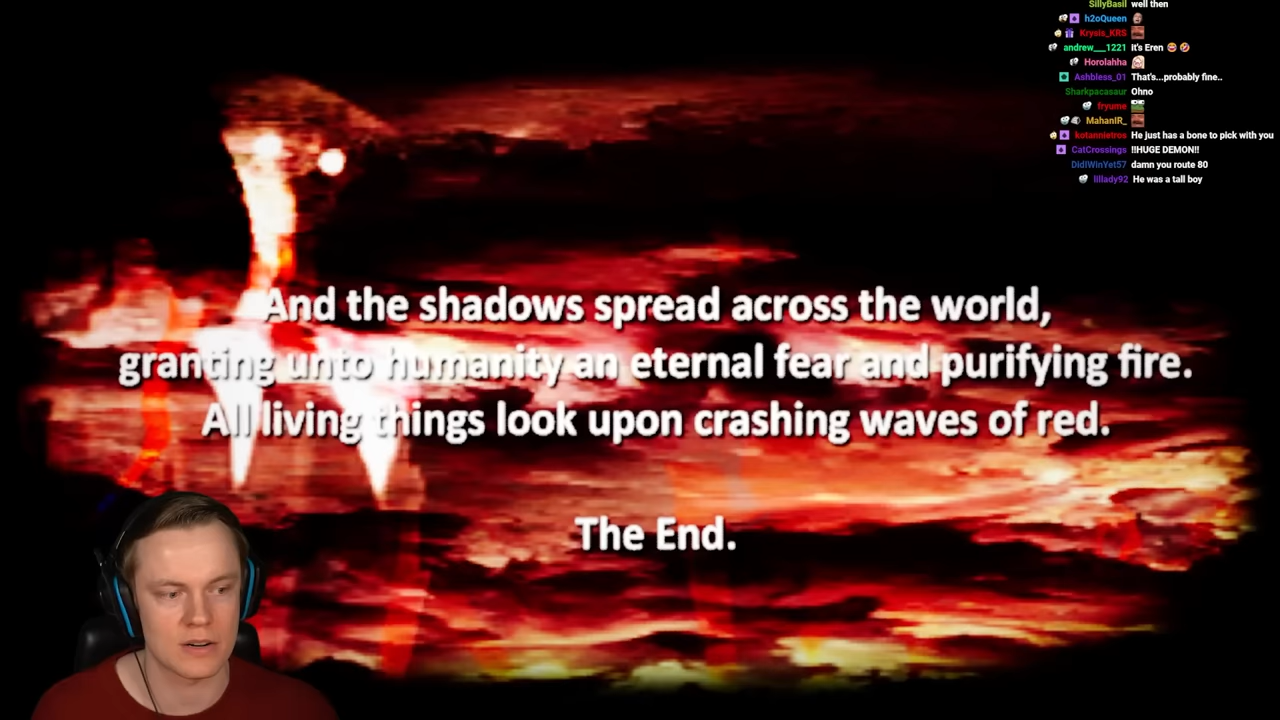 SillyBasil well then
h2oQueen
Krysis_KRS
andrew___1221 It's Eren
Horolahha
Ashbless_01 That's...probably fine..
Sharkpacasaur Ohno
fryume
MahanIR_
kotannietros He just has a bone to pick with you
CatCrossings !!HUGE DEMON!!
DidIWinYet57 damn you route 80
lillady92 He was a tall boy
And the shadows spread across the world,
granting unto humanity an eternal fear and purifying fire.
All living things look upon crashing waves of red.
The End.